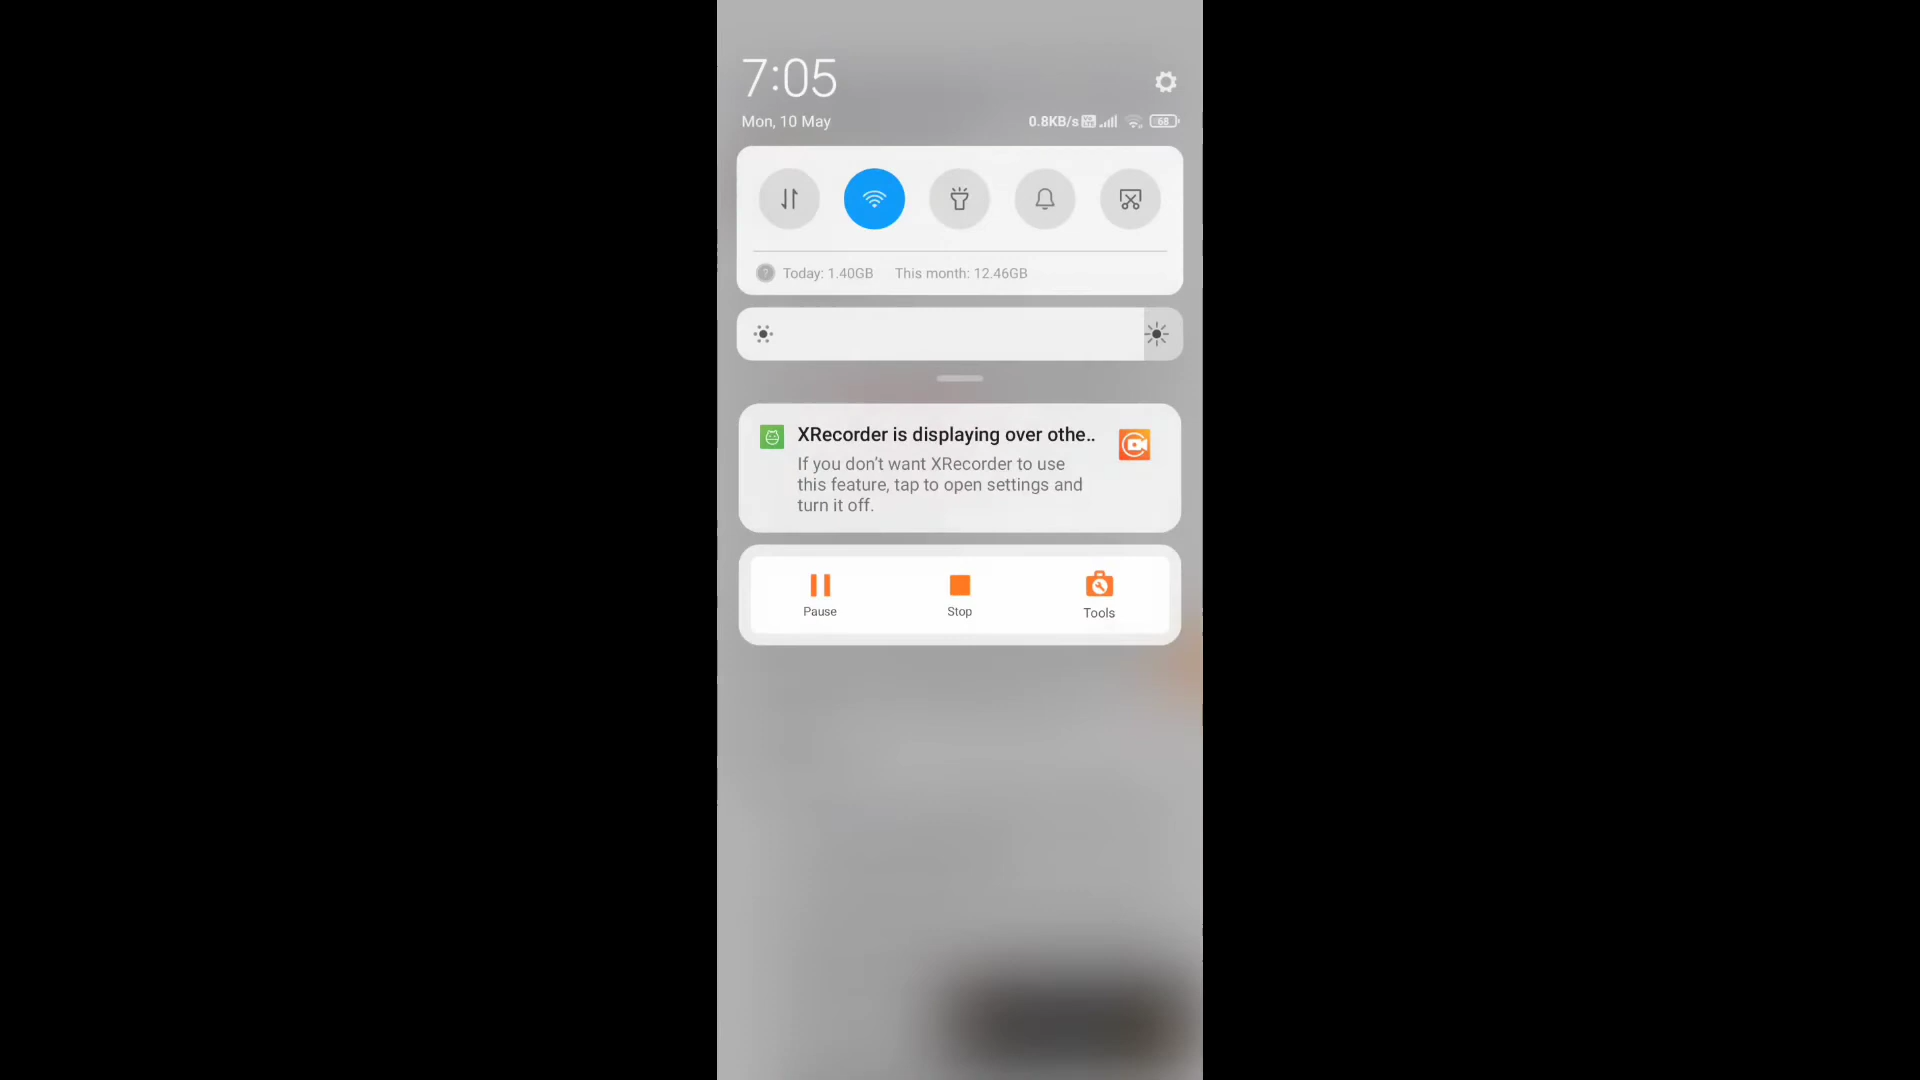 7:05
Mon, 10 May
0.8KB/s
68
Today: 1.40GB This month: 12.46GB
XRecorder is displaying over othe..
If you don't want XRecorder to use
this feature, tap to open settings and
turn it off.
Pause Stop Tools